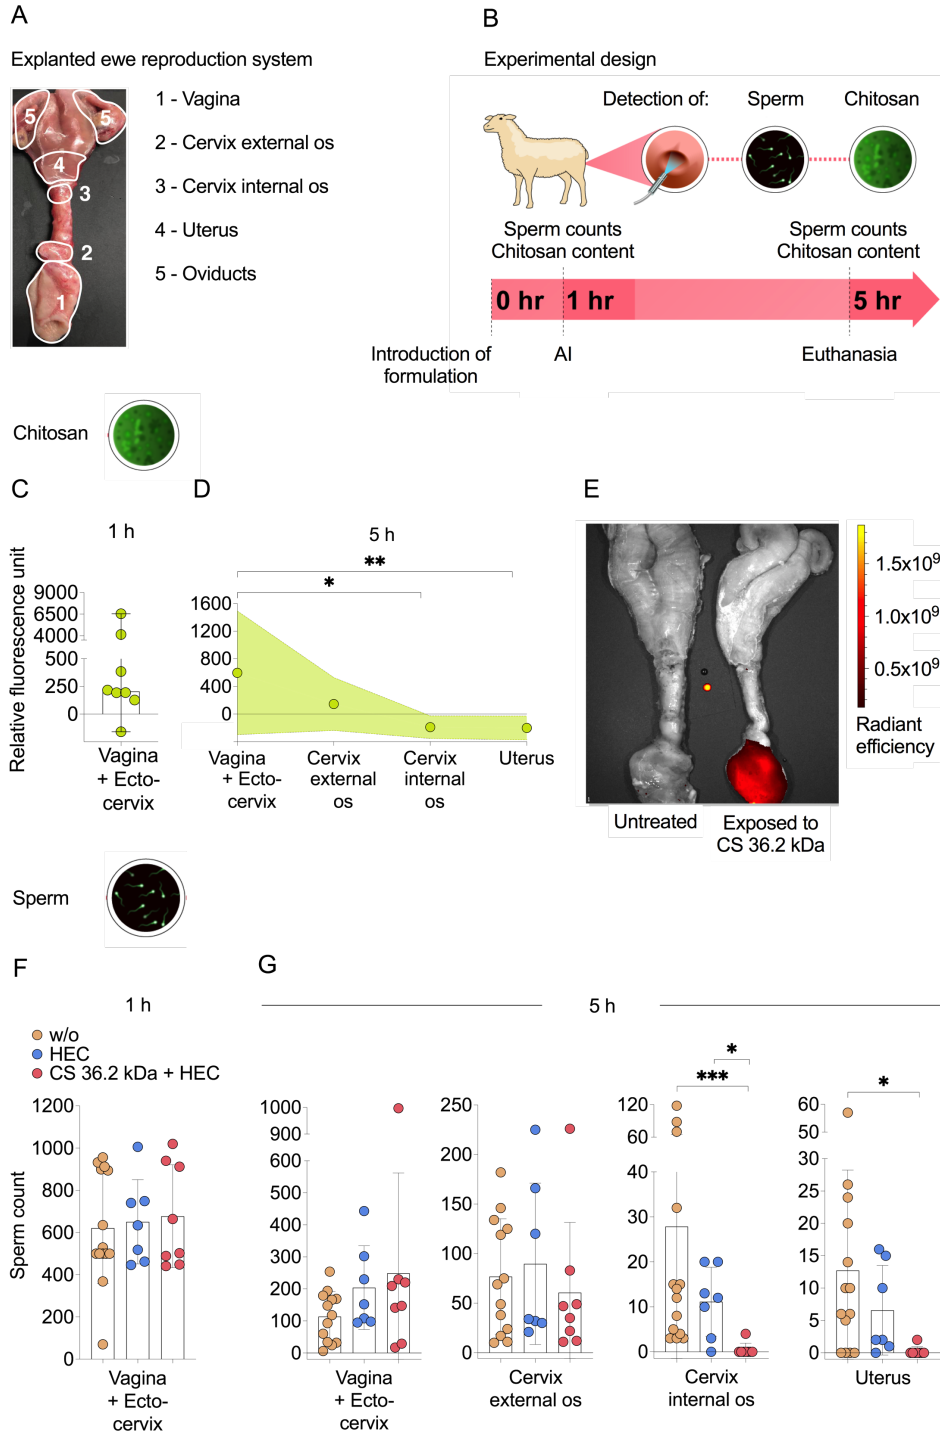 A
Explanted ewe reproduction system
5
5
4
3
2
1
1 - Vagina
2 - Cervix external os
3 - Cervix internal os
4 - Uterus
5 - Oviducts
B
Experimental design
Detection of:
Sperm
Chitosan
Sperm counts
Chitosan content
Sperm counts
Chitosan content
0 hr
1 hr
5 hr
Introduction of
formulation
AI
Euthanasia
Chitosan
C
1 h
Relative fluorescence unit
9000
6500
4000
500
250
0
Vagina
+ Ecto-
cervix
D
5 h
**
*
1600
1200
800
400
0
Vagina
+ Ecto-
cervix
Cervix
external
os
Cervix
internal
os
Uterus
E
1.5x10⁹
1.0x10⁹
0.5x10⁹
Radiant
efficiency
Untreated
Exposed to
CS 36.2 kDa
Sperm
F
1 h
w/o
HEC
CS 36.2 kDa + HEC
Sperm count
1200
1000
800
600
400
200
0
Vagina
+ Ecto-
cervix
G
5 h
1000
900
600
500
400
300
200
100
0
Vagina
+ Ecto-
cervix
250
200
150
100
50
0
Cervix
external os
*
***
120
60
40
30
20
10
0
Cervix
internal os
*
60
50
30
20
10
0
Uterus